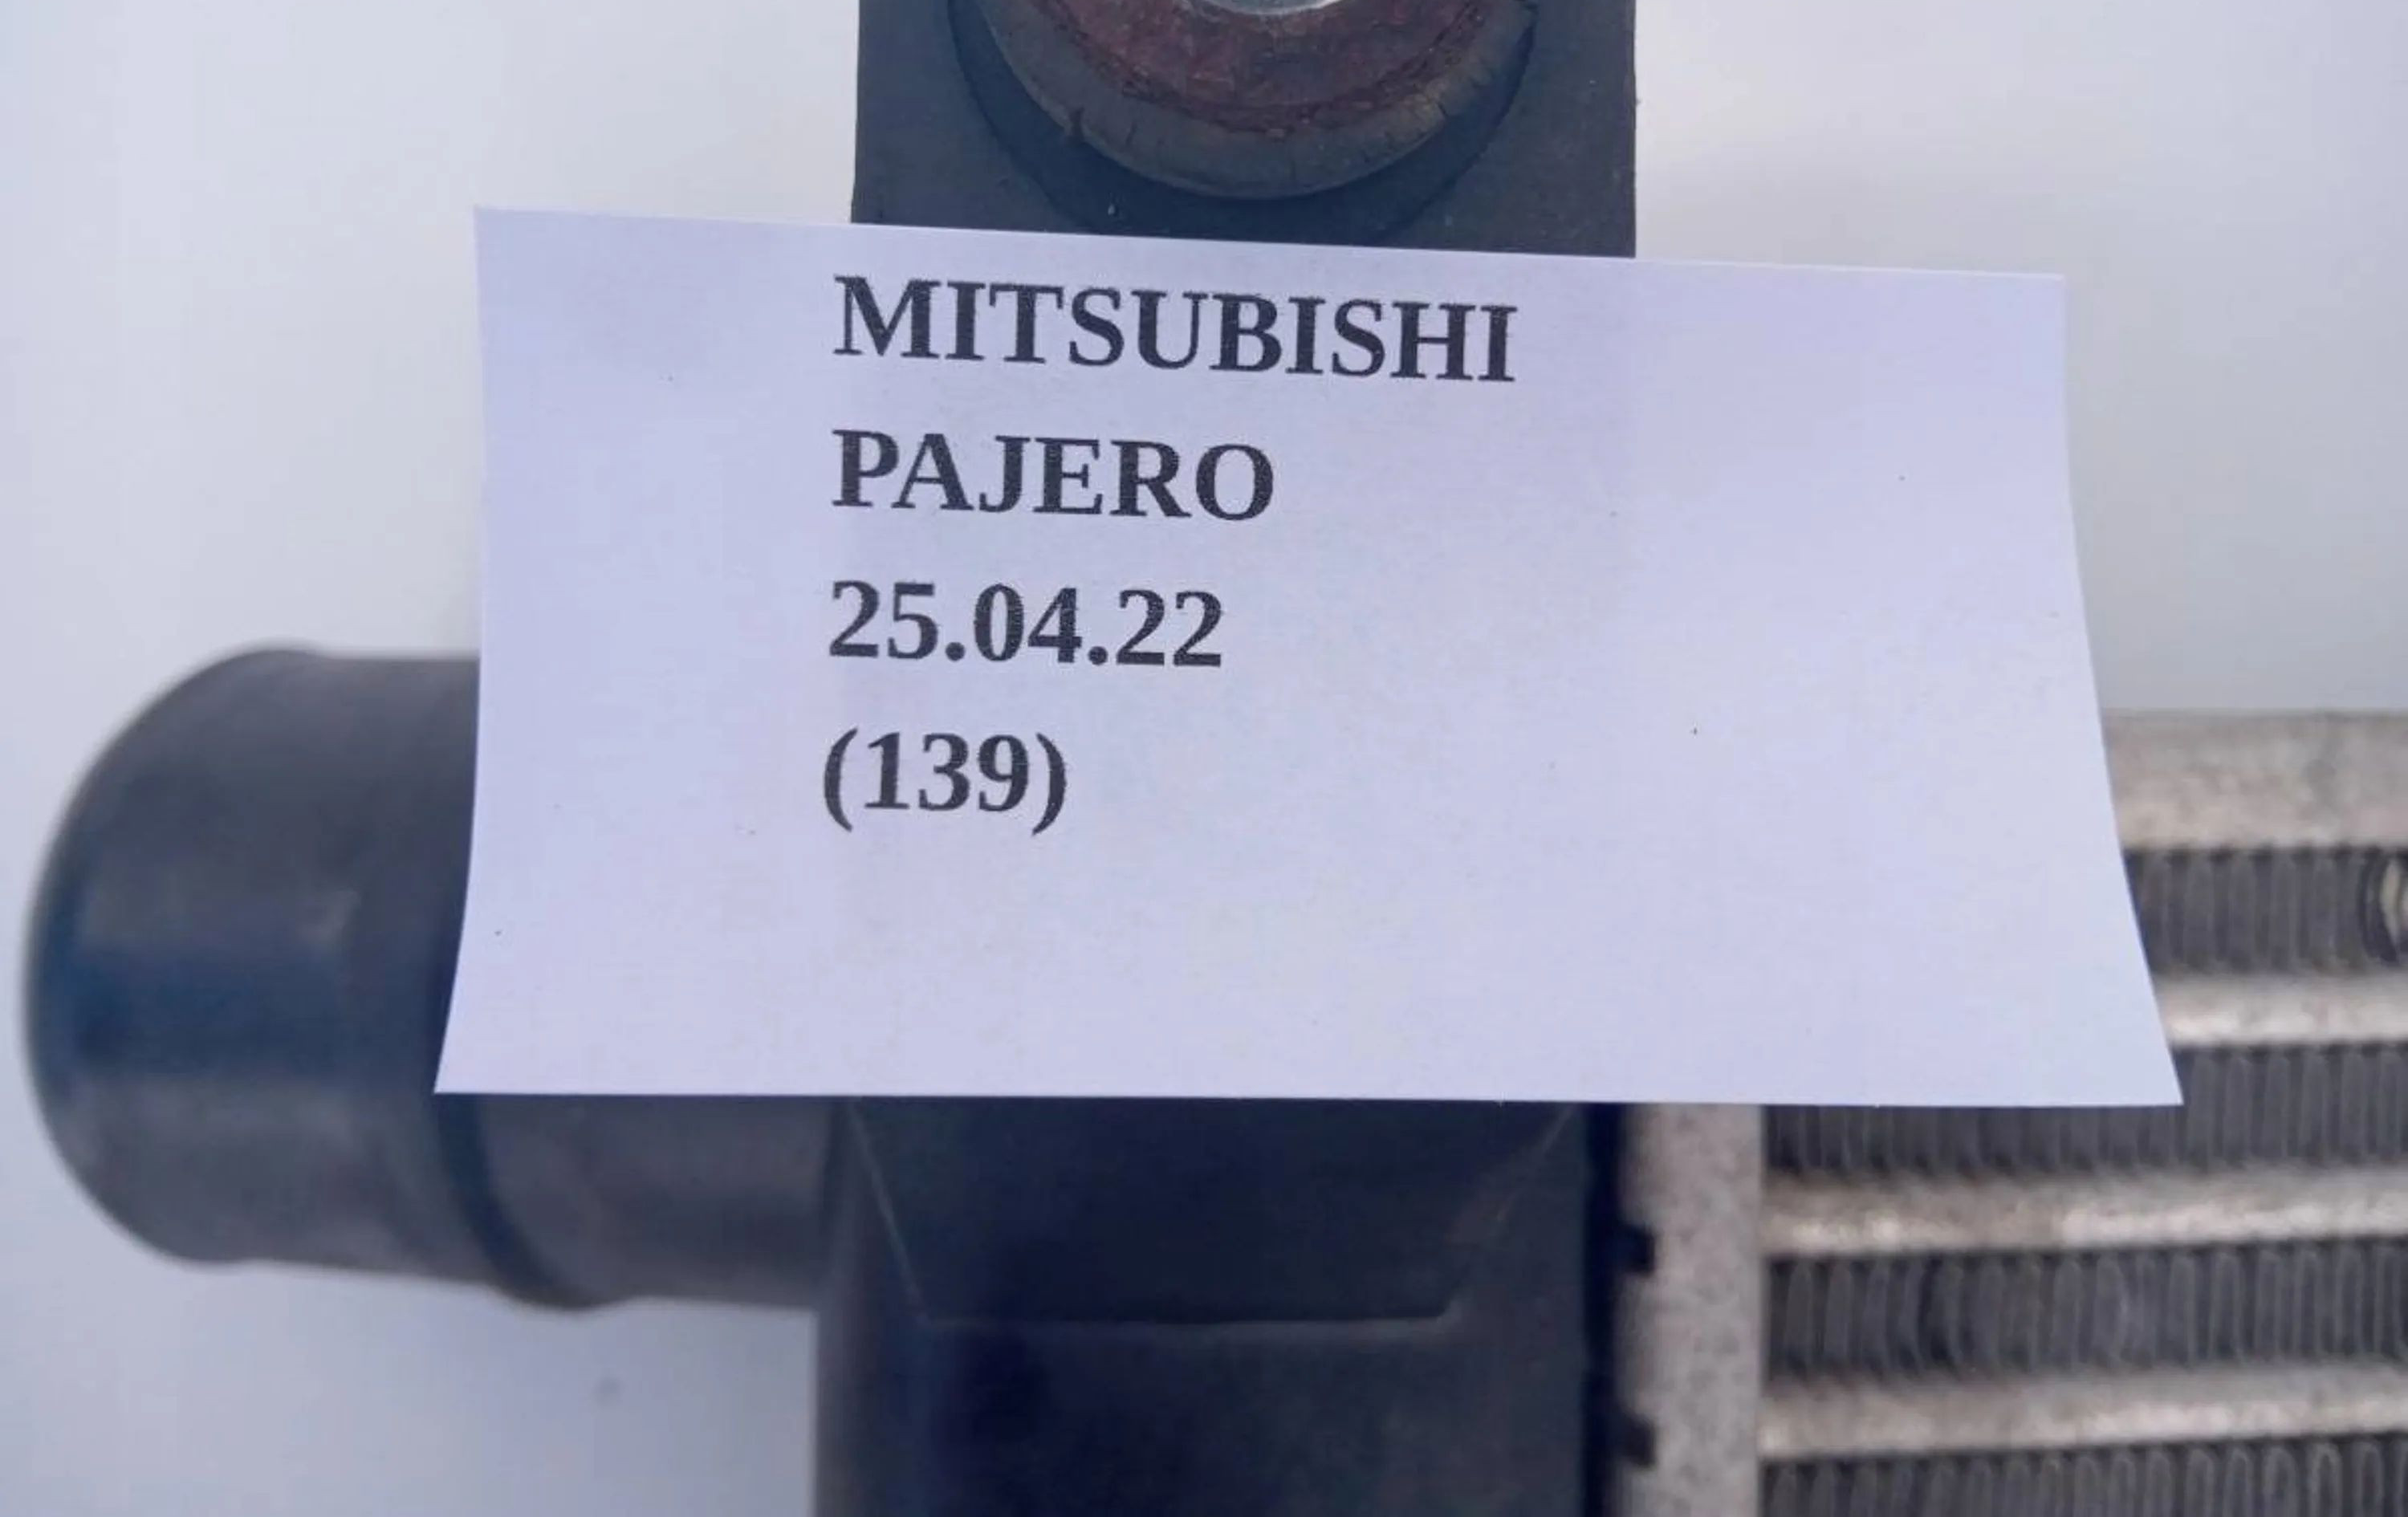 MITSUBISHI
PAJERO
25.04.22
(139)